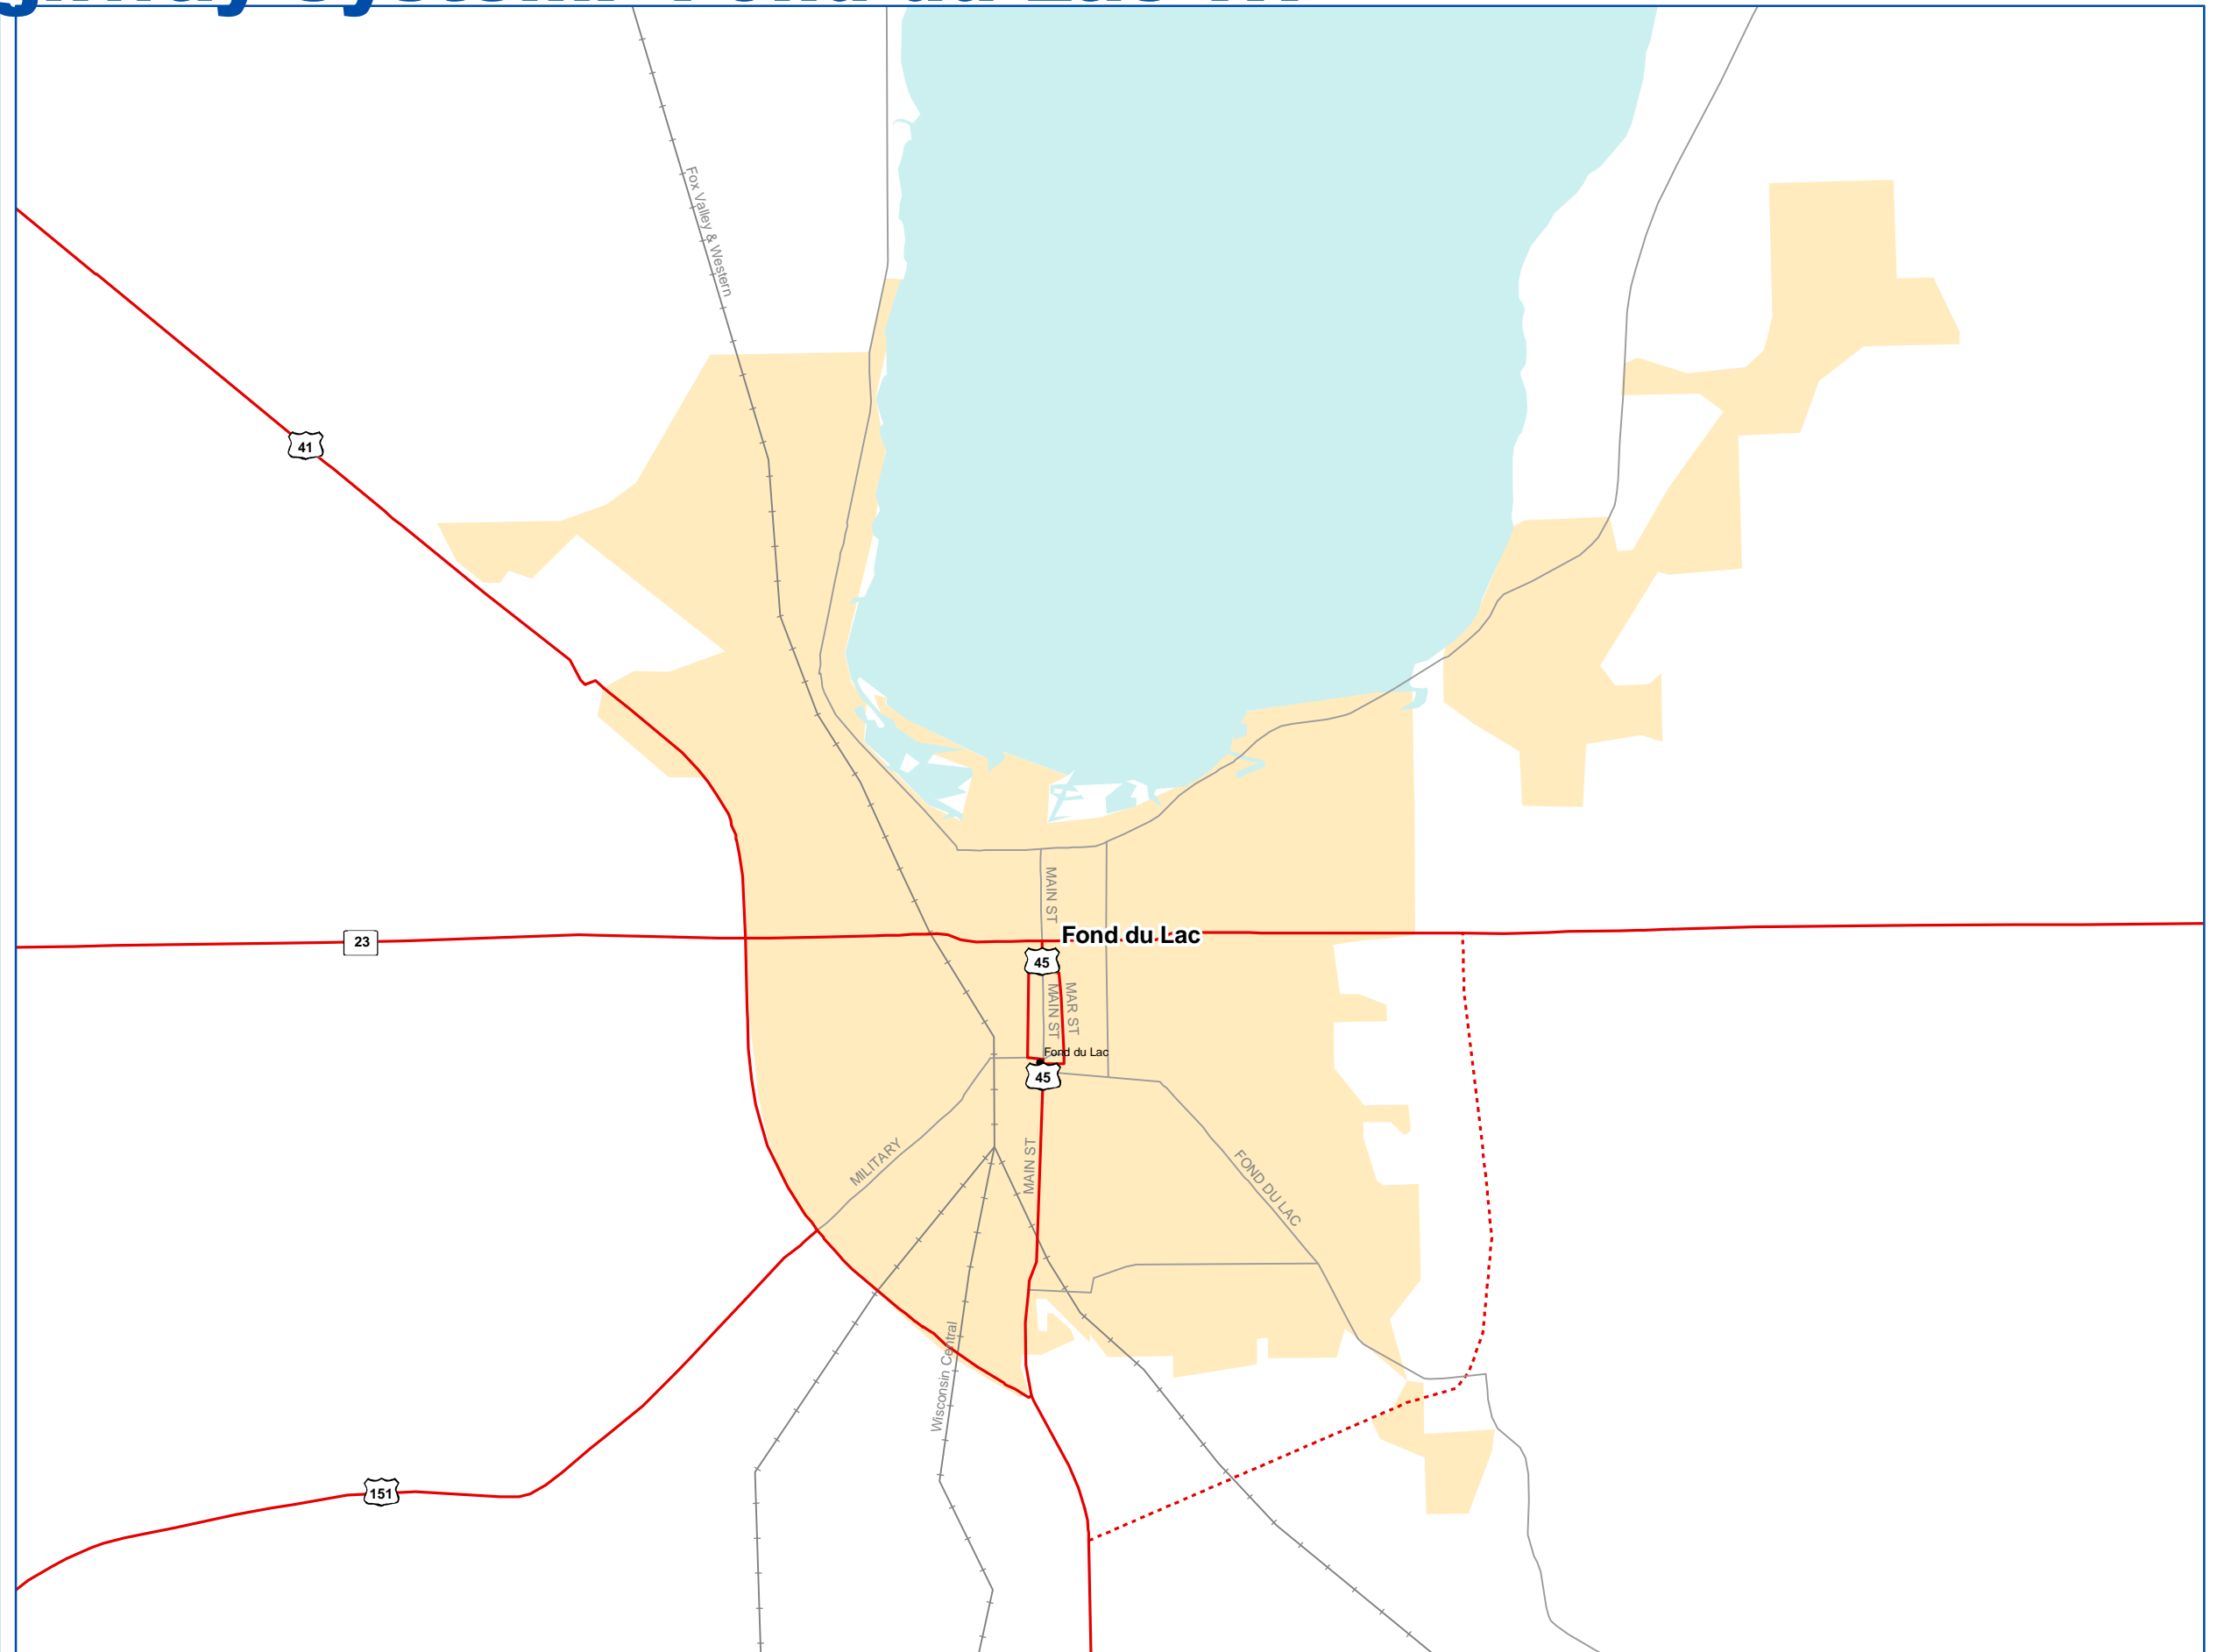 Fox Valley & Western
41
MAIN ST
23
Fond du Lac
45
MAIN ST
MAR ST
Fond du Lac
45
MILITARY
MAIN ST
FOND DU LAC
Wisconsin Central
151